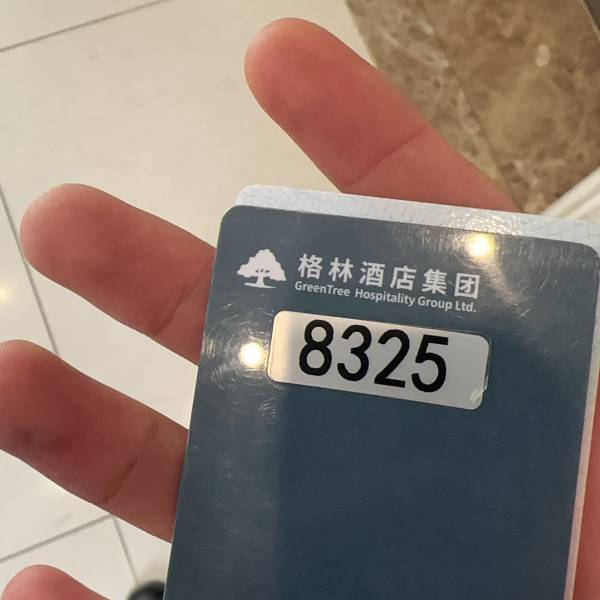 格林酒店集团
GreenTree Hospitality Group Ltd.
8325